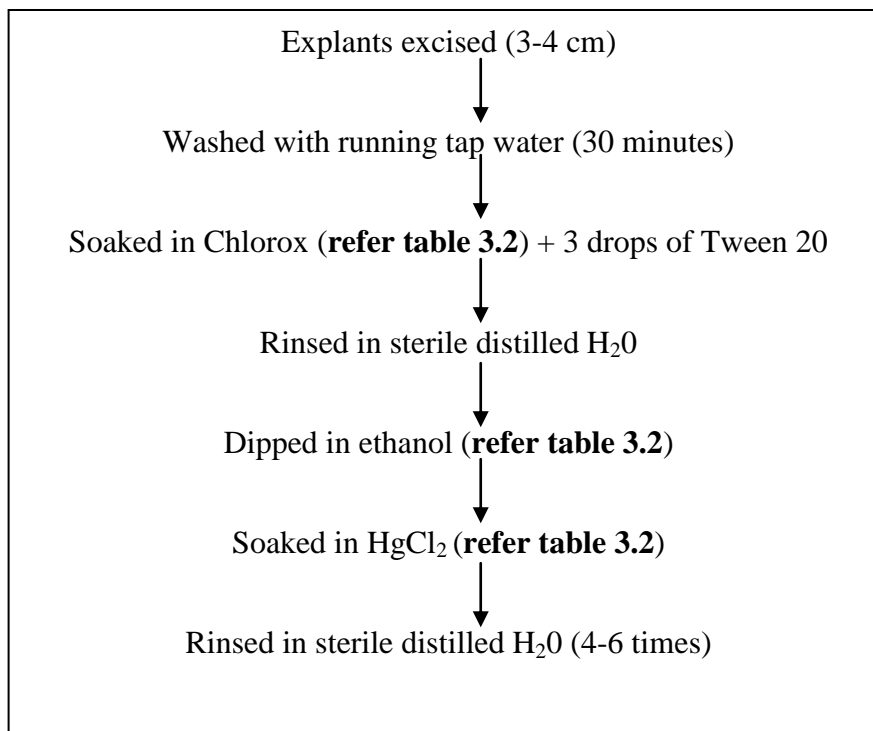 Explants excised (3-4 cm)
Washed with running tap water (30 minutes)
Soaked in Chlorox (refer table 3.2) + 3 drops of Tween 20
Rinsed in sterile distilled H₂0
Dipped in ethanol (refer table 3.2)
Soaked in HgCl₂ (refer table 3.2)
Rinsed in sterile distilled H₂0 (4-6 times)